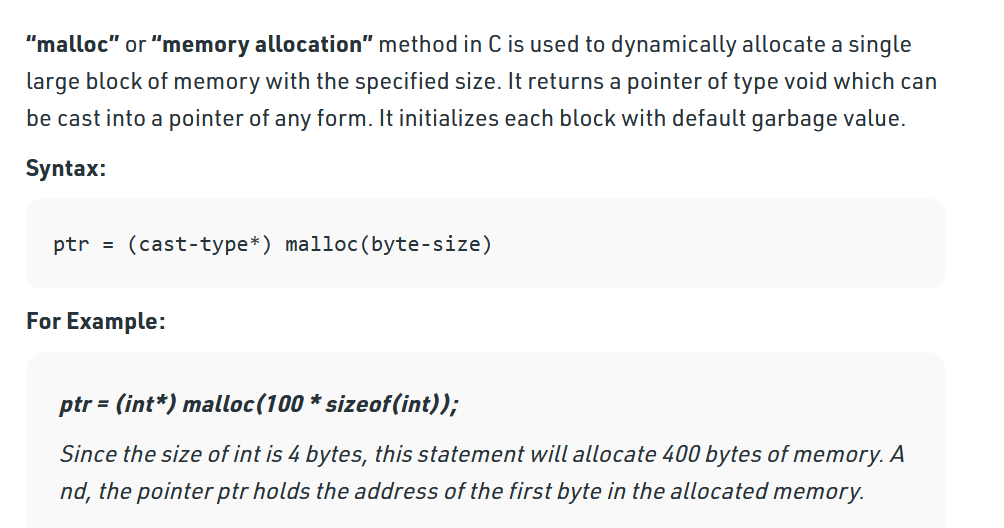 “malloc” or “memory allocation” method in C is used to dynamically allocate a single
large block of memory with the specified size. It returns a pointer of type void which can
be cast into a pointer of any form. It initializes each block with default garbage value.
Syntax:
ptr = (cast-type*) malloc(byte-size)
For Example:
ptr = (int*) malloc(100 * sizeof(int));
Since the size of int is 4 bytes, this statement will allocate 400 bytes of memory. A
nd, the pointer ptr holds the address of the first byte in the allocated memory.